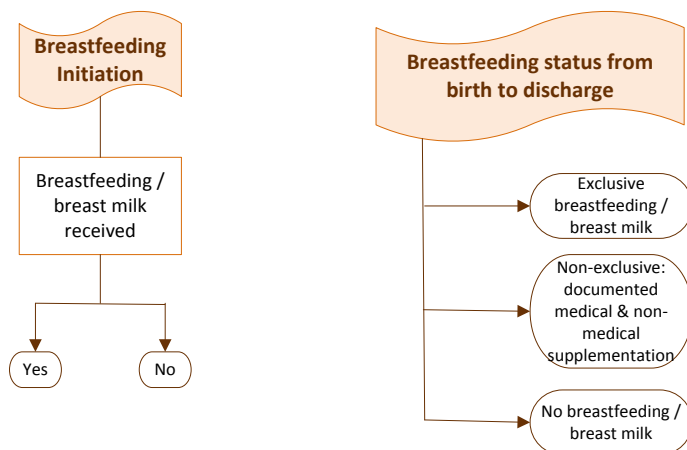 Breastfeeding
Initiation
Breastfeeding /
breast milk
received
Yes
No
Breastfeeding status from
birth to discharge
Exclusive
breastfeeding /
breast milk
Non-exclusive:
documented
medical & non-
medical
supplementation
No breastfeeding /
breast milk